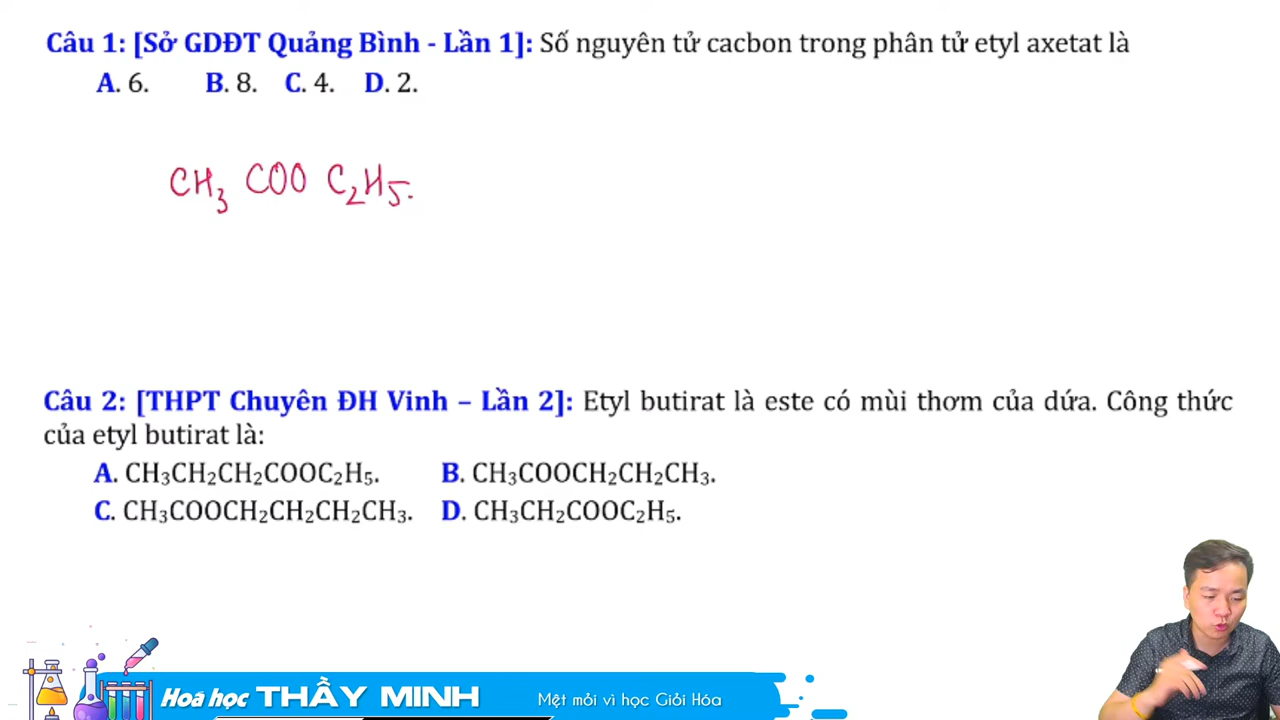 Câu 1: [Sở GDĐT Quảng Bình - Lần 1]: Số nguyên tử cacbon trong phân tử etyl axetat là
A. 6. B. 8. C. 4. D. 2.
CH₃ COO C₂H₅.
Câu 2: [THPT Chuyên ĐH Vinh – Lần 2]: Etyl butirat là este có mùi thơm của dứa. Công thức
của etyl butirat là:
A. CH₃CH₂CH₂COOC₂H₅. B. CH₃COOCH₂CH₂CH₃.
C. CH₃COOCH₂CH₂CH₂CH₃. D. CH₃CH₂COOC₂H₅.
Hoá học THẦY MINH Mệt mỏi vì học Giỏi Hóa